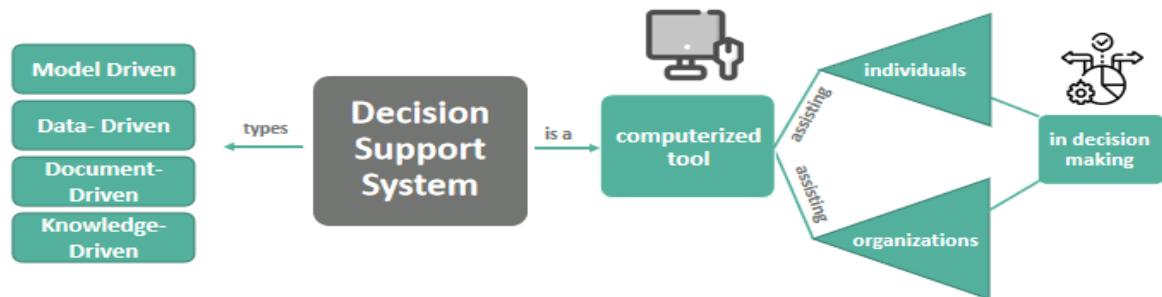 Model Driven
Data- Driven
Document-
Driven
Knowledge-
Driven
types
Decision
Support
System
is a
computerized
tool
assisting
assisting
individuals
organizations
in decision
making